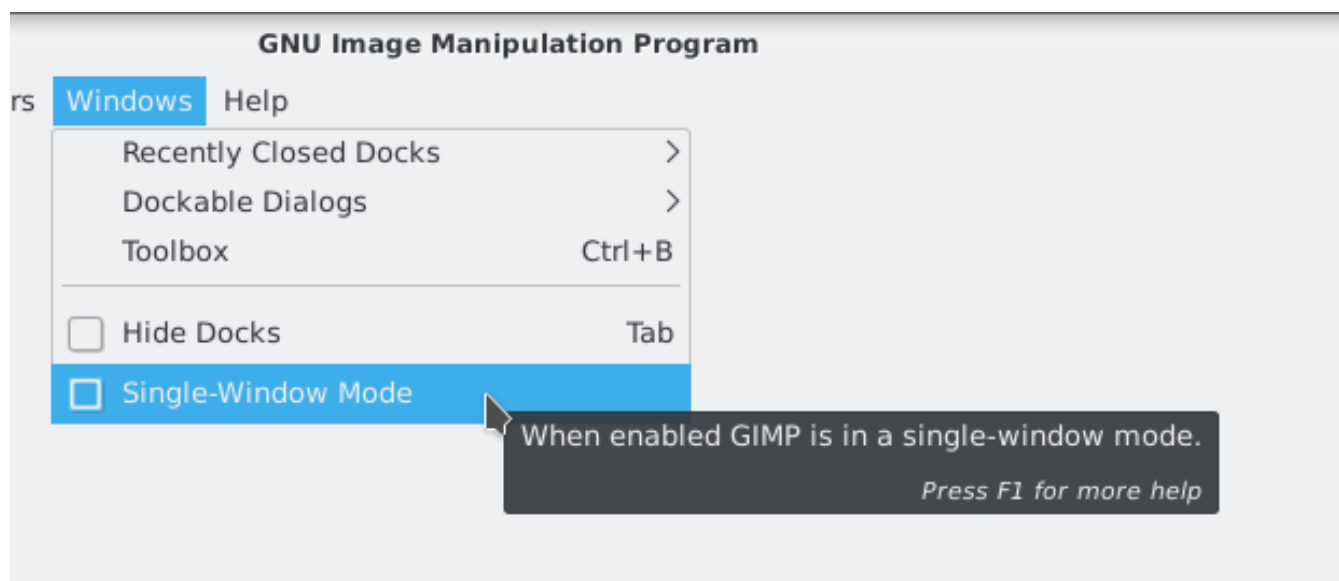 GNU Image Manipulation Program
rs Windows Help
Recently Closed Docks
Dockable Dialogs
Toolbox Ctrl+B
Hide Docks Tab
Single-Window Mode
When enabled GIMP is in a single-window mode.
Press F1 for more help